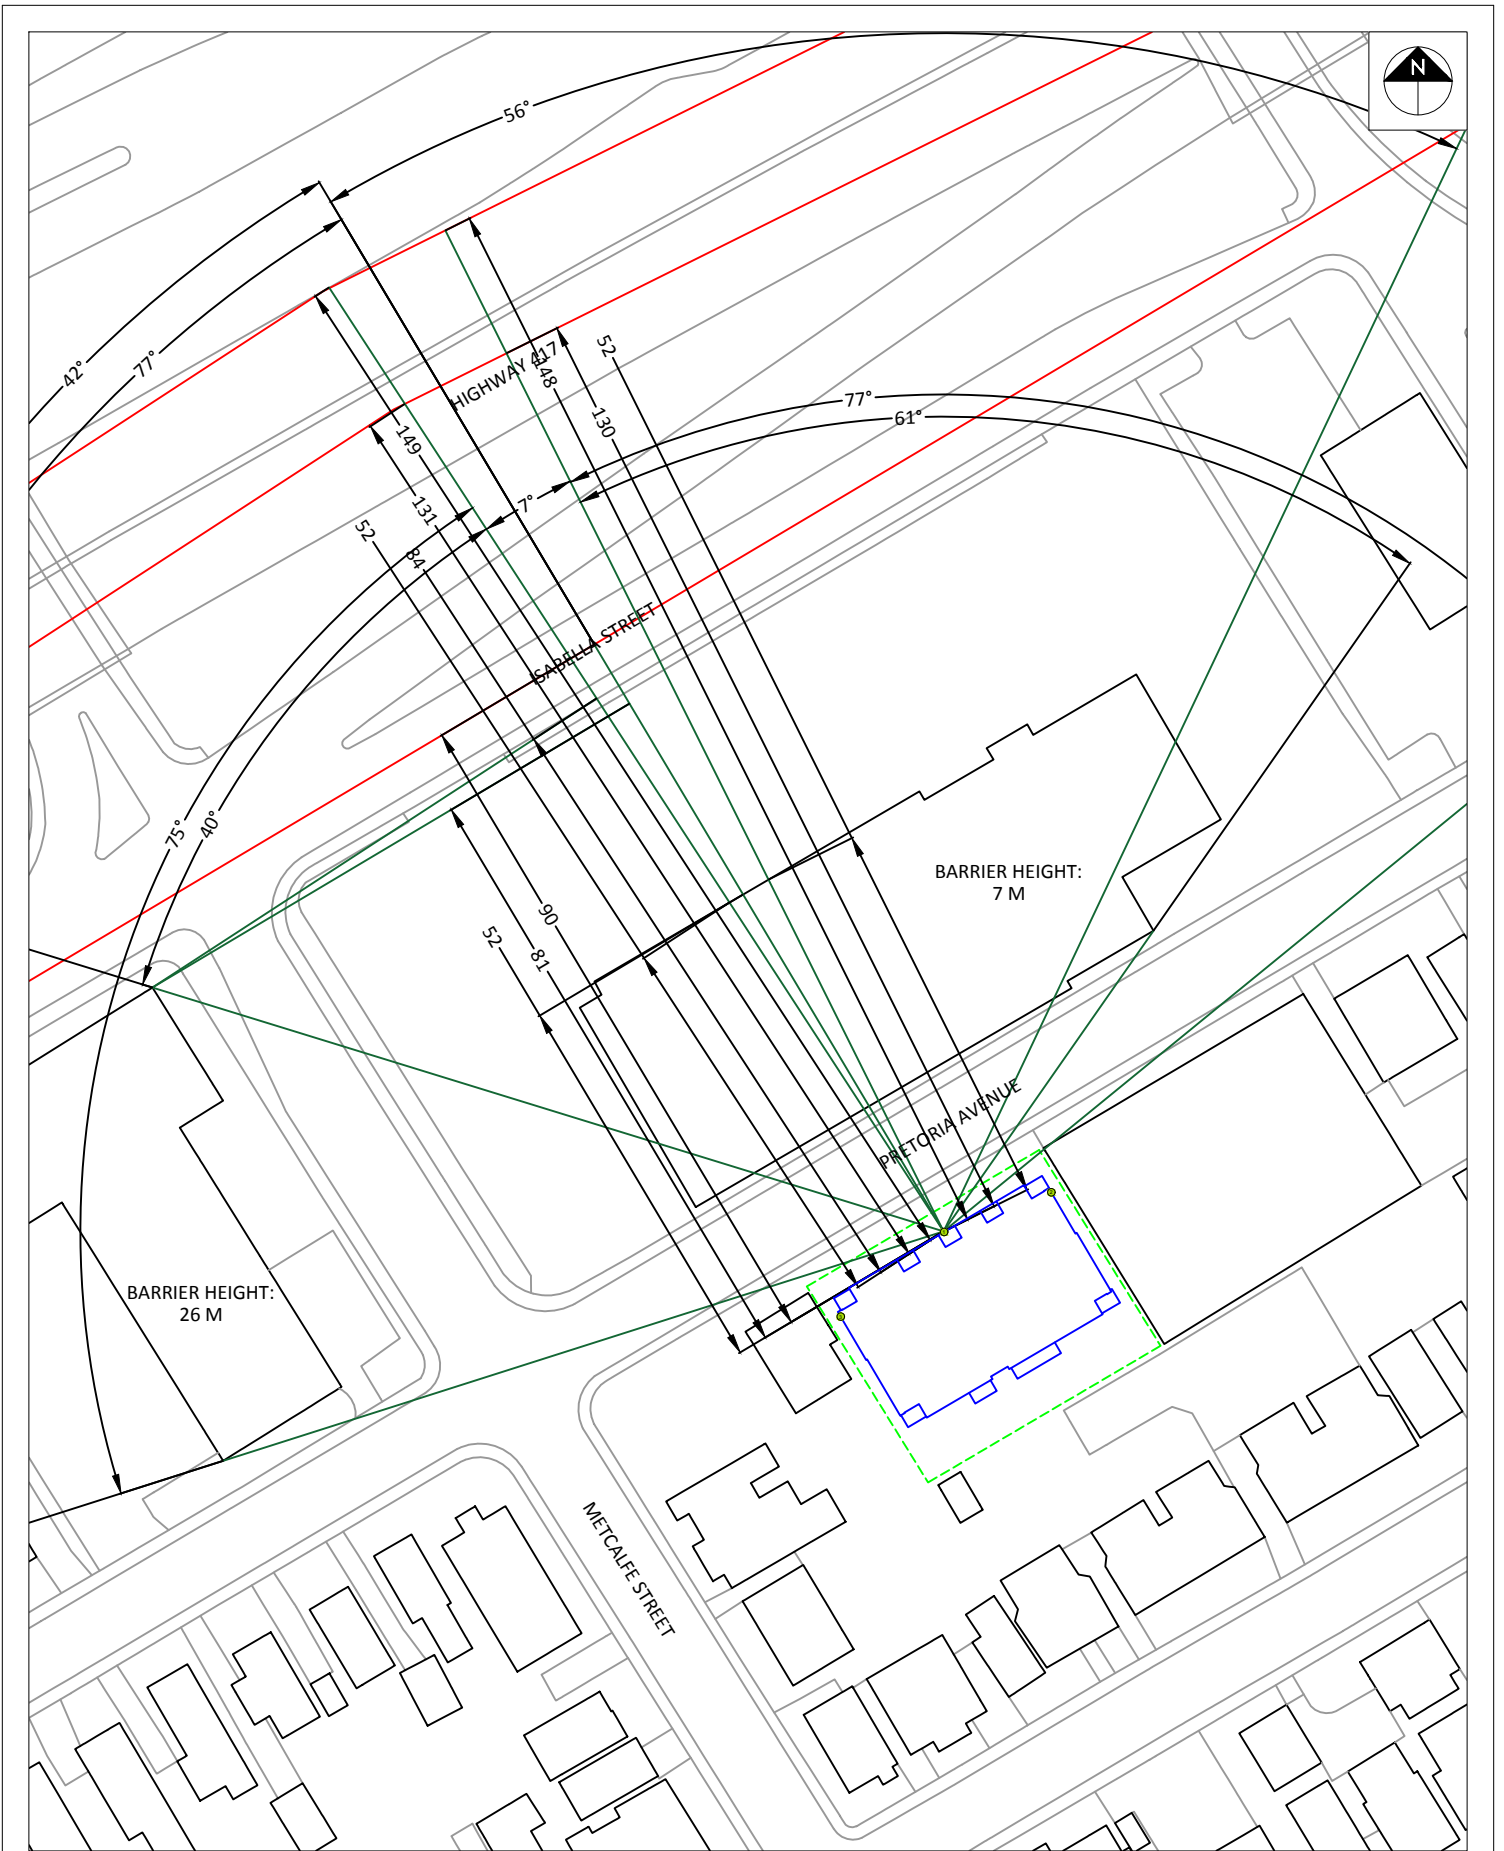 N
56°
42°
77°
HIGHWAY 417
148
52
130
149
77°
61°
7°
131
52
84
ISABELLA STREET
75°
40°
BARRIER HEIGHT:
7 M
90
52
81
PRETORIA AVENUE
BARRIER HEIGHT:
26 M
METCALFE STREET